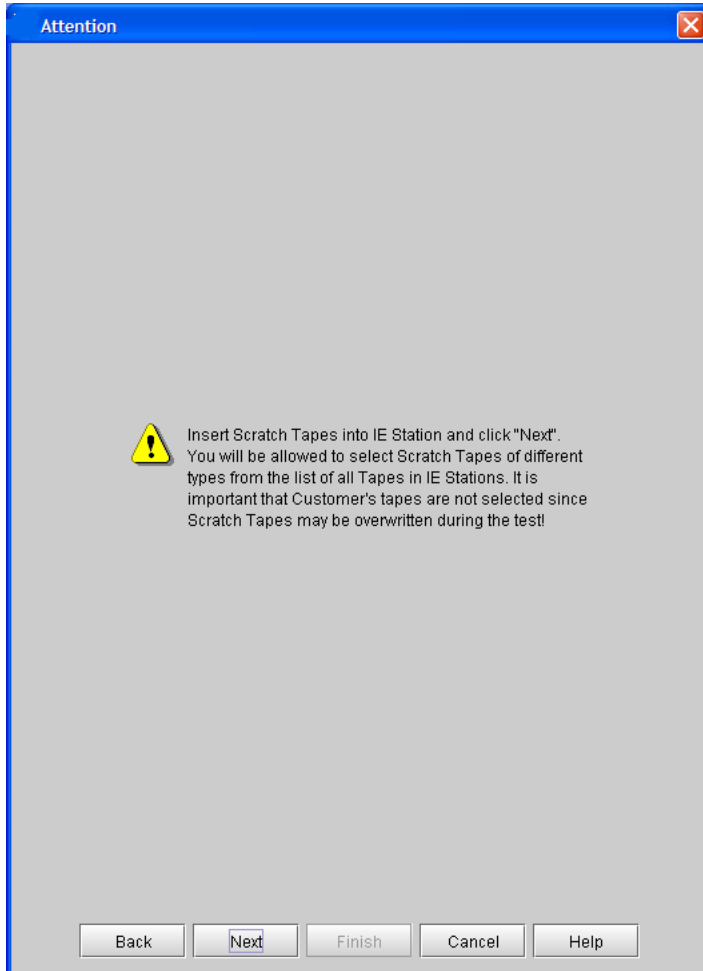 Attention
Insert Scratch Tapes into IE Station and click "Next".
You will be allowed to select Scratch Tapes of different
types from the list of all Tapes in IE Stations. It is
important that Customer's tapes are not selected since
Scratch Tapes may be overwritten during the test!
Back Next Finish Cancel Help